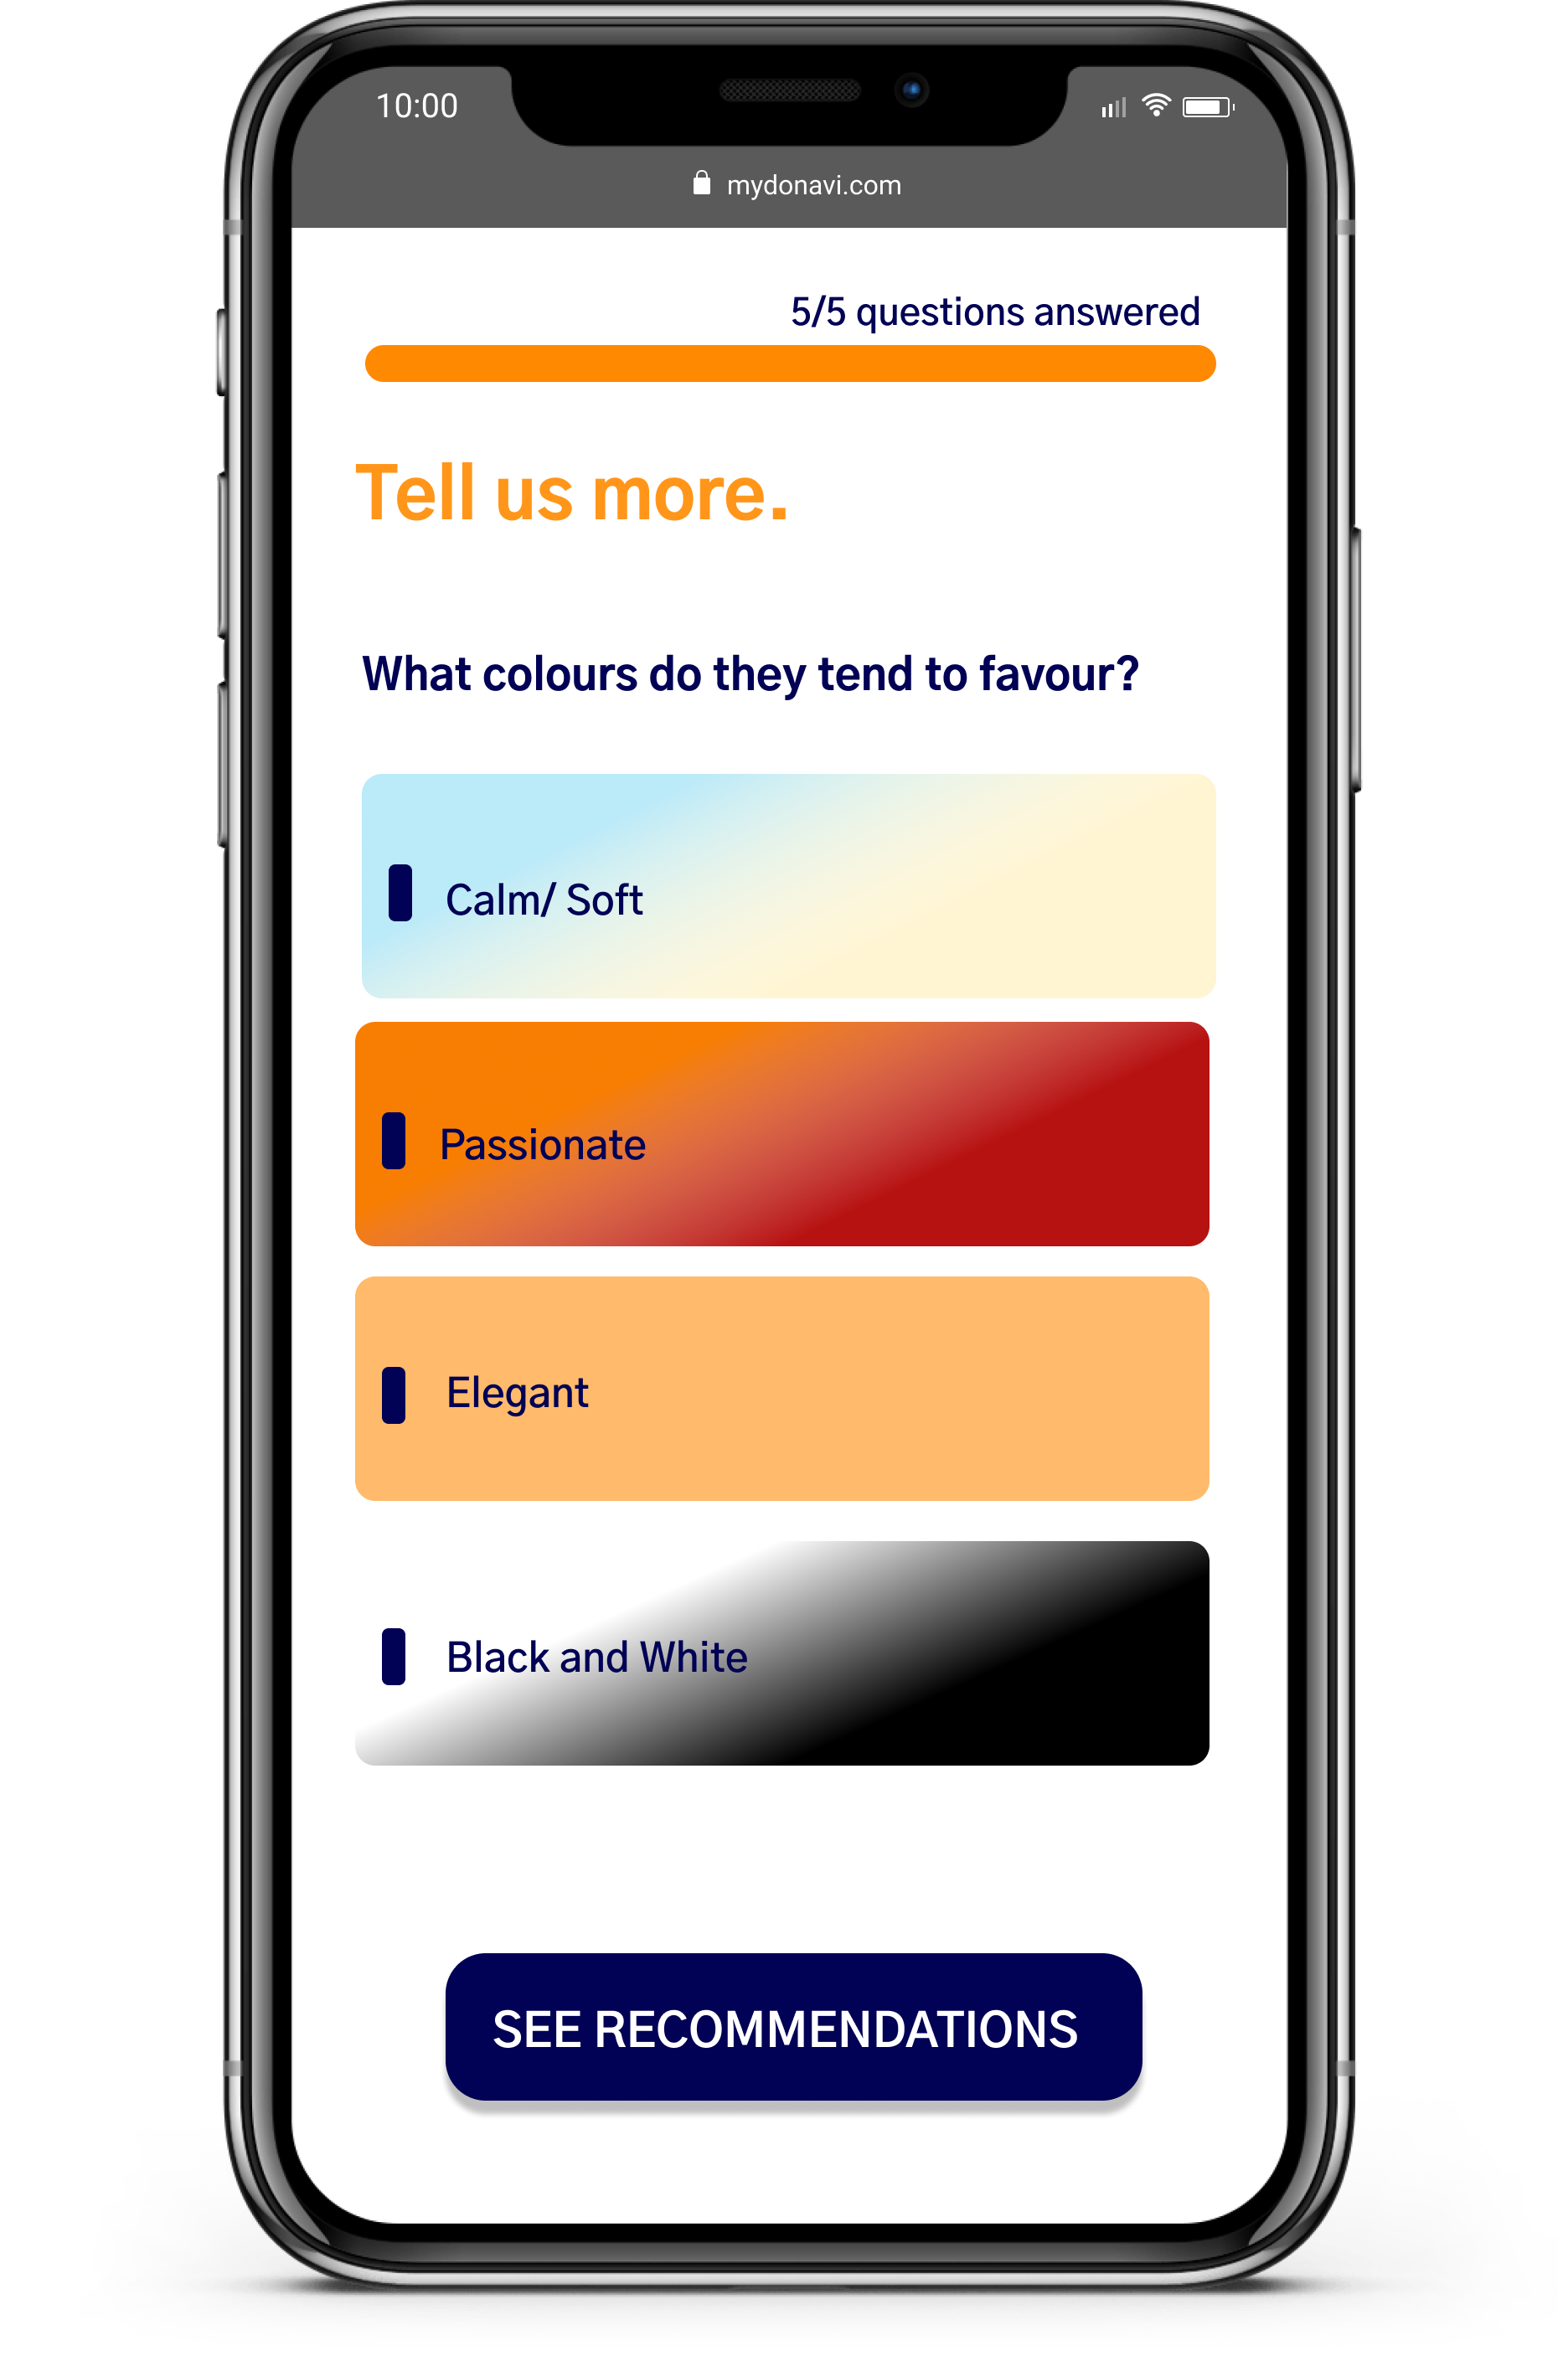 10:00
mydonavi.com
5/5 questions answered
Tell us more.
What colours do they tend to favour?
Calm/ Soft
Passionate
Elegant
Black and White
SEE RECOMMENDATIONS